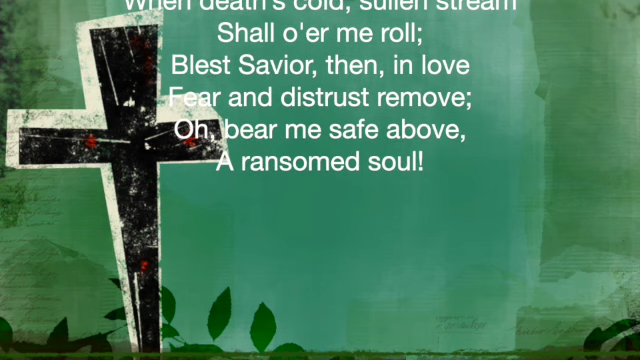 When death's cold, sullen stream
Shall o'er me roll;
Blest Savior, then, in love
Fear and distrust remove;
Oh, bear me safe above,
A ransomed soul!